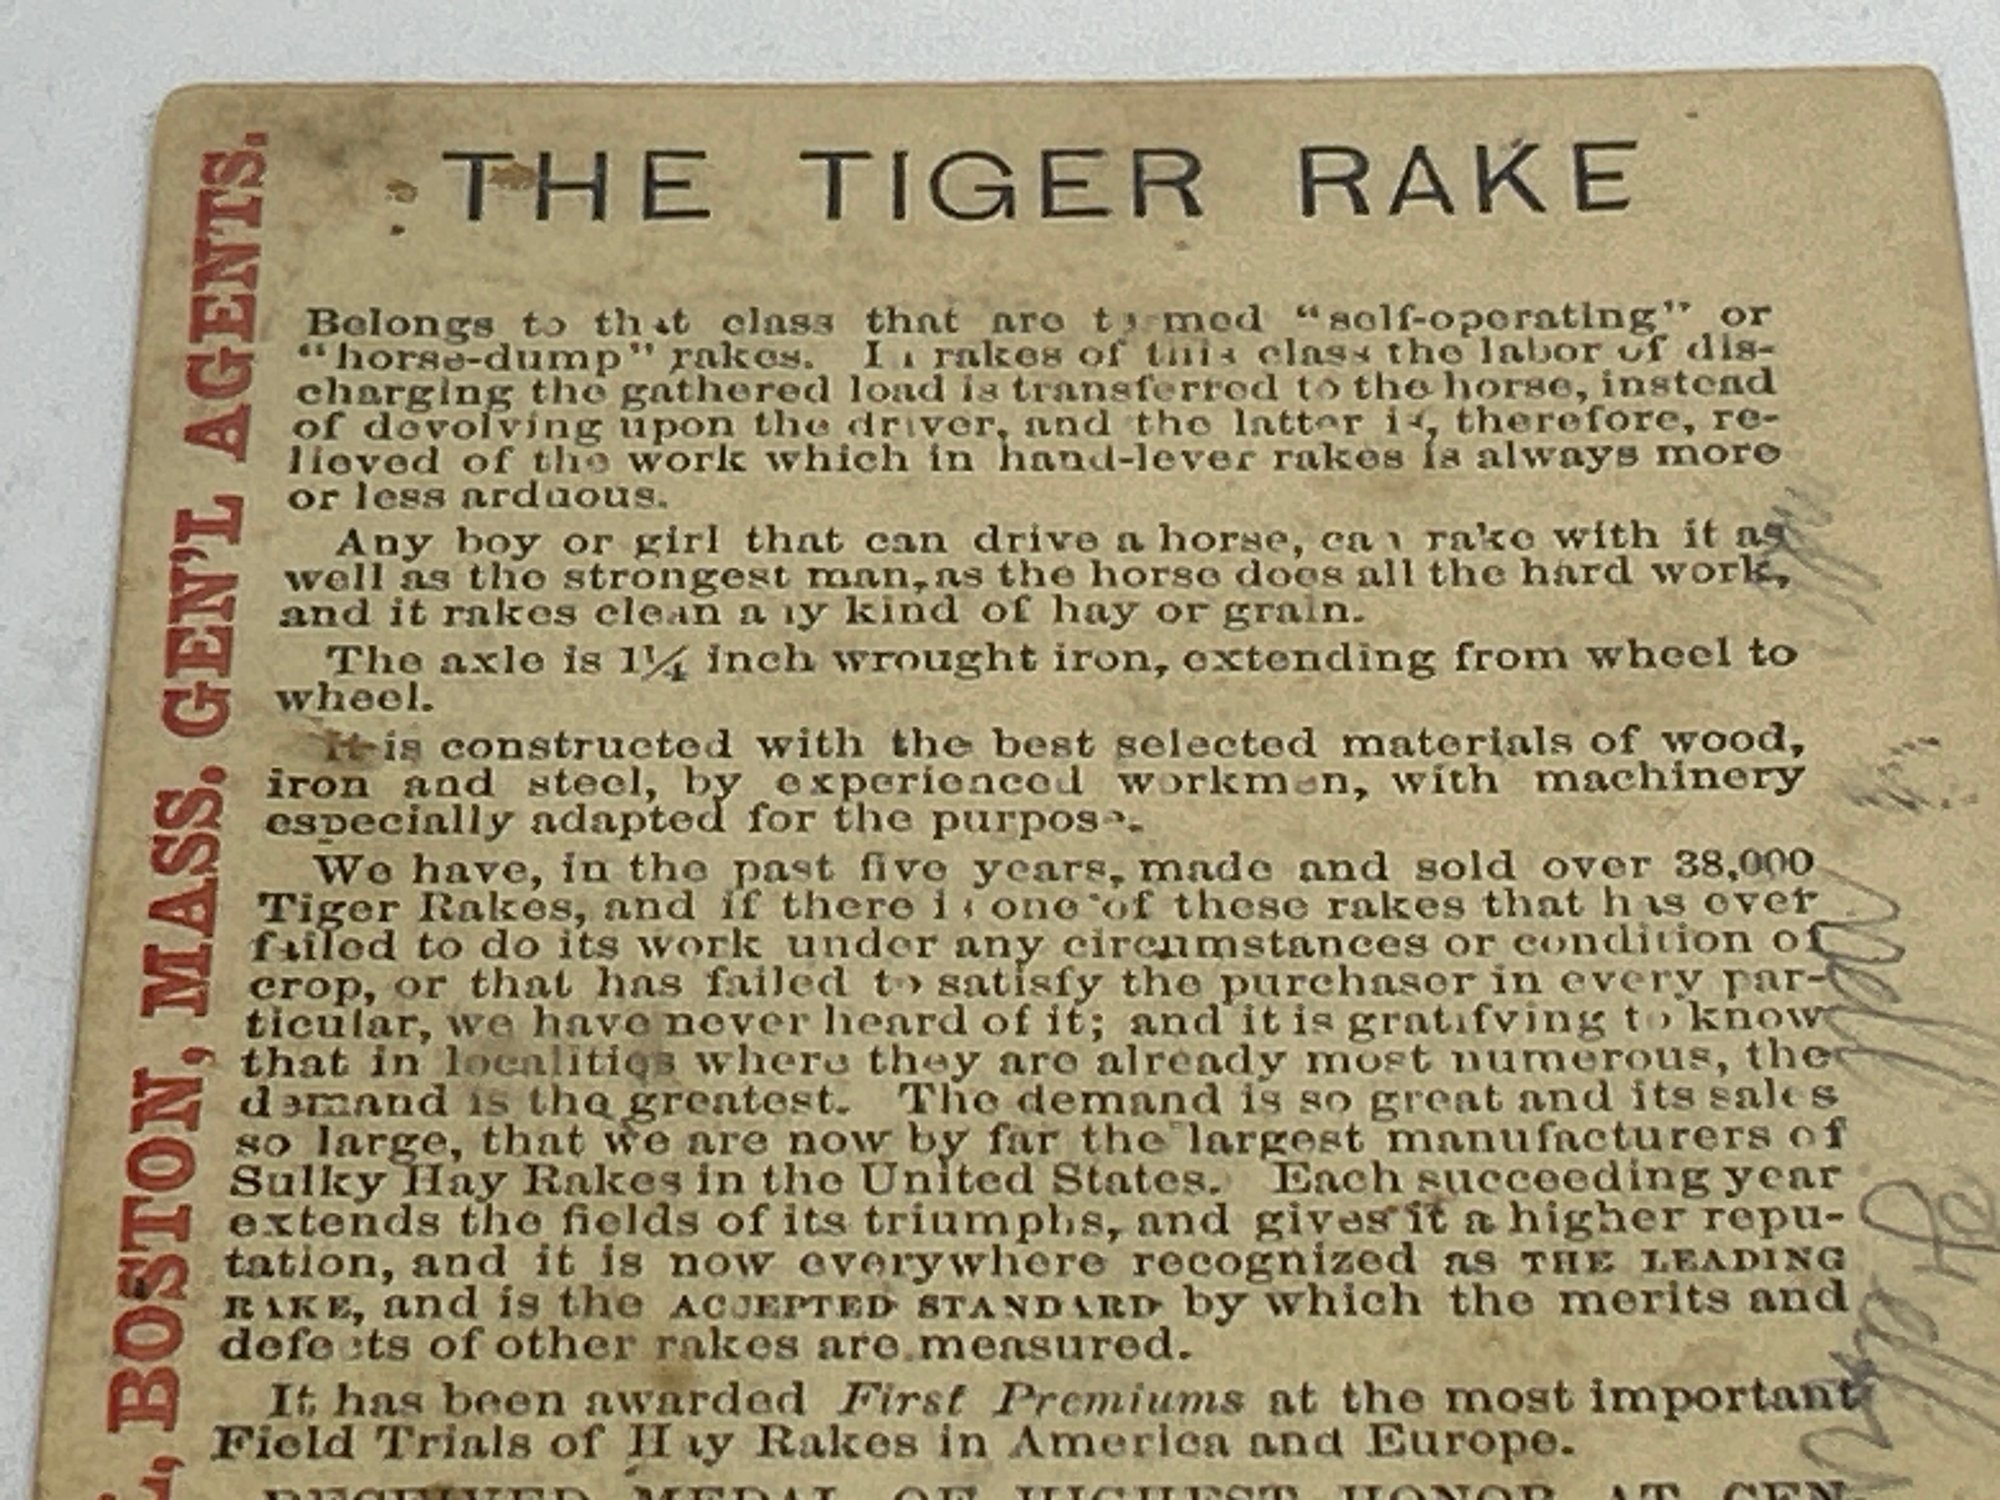 THE TIGER RAKE
Belongs to that class that are termed “self-operating” or
“horse-dump” rakes. In rakes of this class the labor of dis-
charging the gathered load is transferred to the horse, instead
of devolving upon the driver, and the latter is, therefore, re-
lieved of the work which in hand-lever rakes is always more
or less arduous.
Any boy or girl that can drive a horse, can rake with it as
well as the strongest man, as the horse does all the hard work,
and it rakes clean any kind of hay or grain.
The axle is 1¼ inch wrought iron, extending from wheel to
wheel.
It is constructed with the best selected materials of wood,
iron and steel, by experienced workmen, with machinery
especially adapted for the purpose.
We have, in the past five years, made and sold over 38,000
Tiger Rakes, and if there is one of these rakes that has ever
failed to do its work under any circumstances or condition of
crop, or that has failed to satisfy the purchaser in every par-
ticular, we have never heard of it; and it is gratifying to know
that in localities where they are already most numerous, the
demand is the greatest. The demand is so great and its sales
so large, that we are now by far the largest manufacturers of
Sulky Hay Rakes in the United States. Each succeeding year
extends the fields of its triumphs, and gives it a higher repu-
tation, and it is now everywhere recognized as THE LEADING
RAKE, and is the ACCEPTED STANDARD by which the merits and
defects of other rakes are measured.
It has been awarded First Premiums at the most important
Field Trials of Hay Rakes in America and Europe.
RECEIVED MEDAL OF HIGHEST HONOR AT CEN
BOSTON, MASS. GEN'L AGENTS.